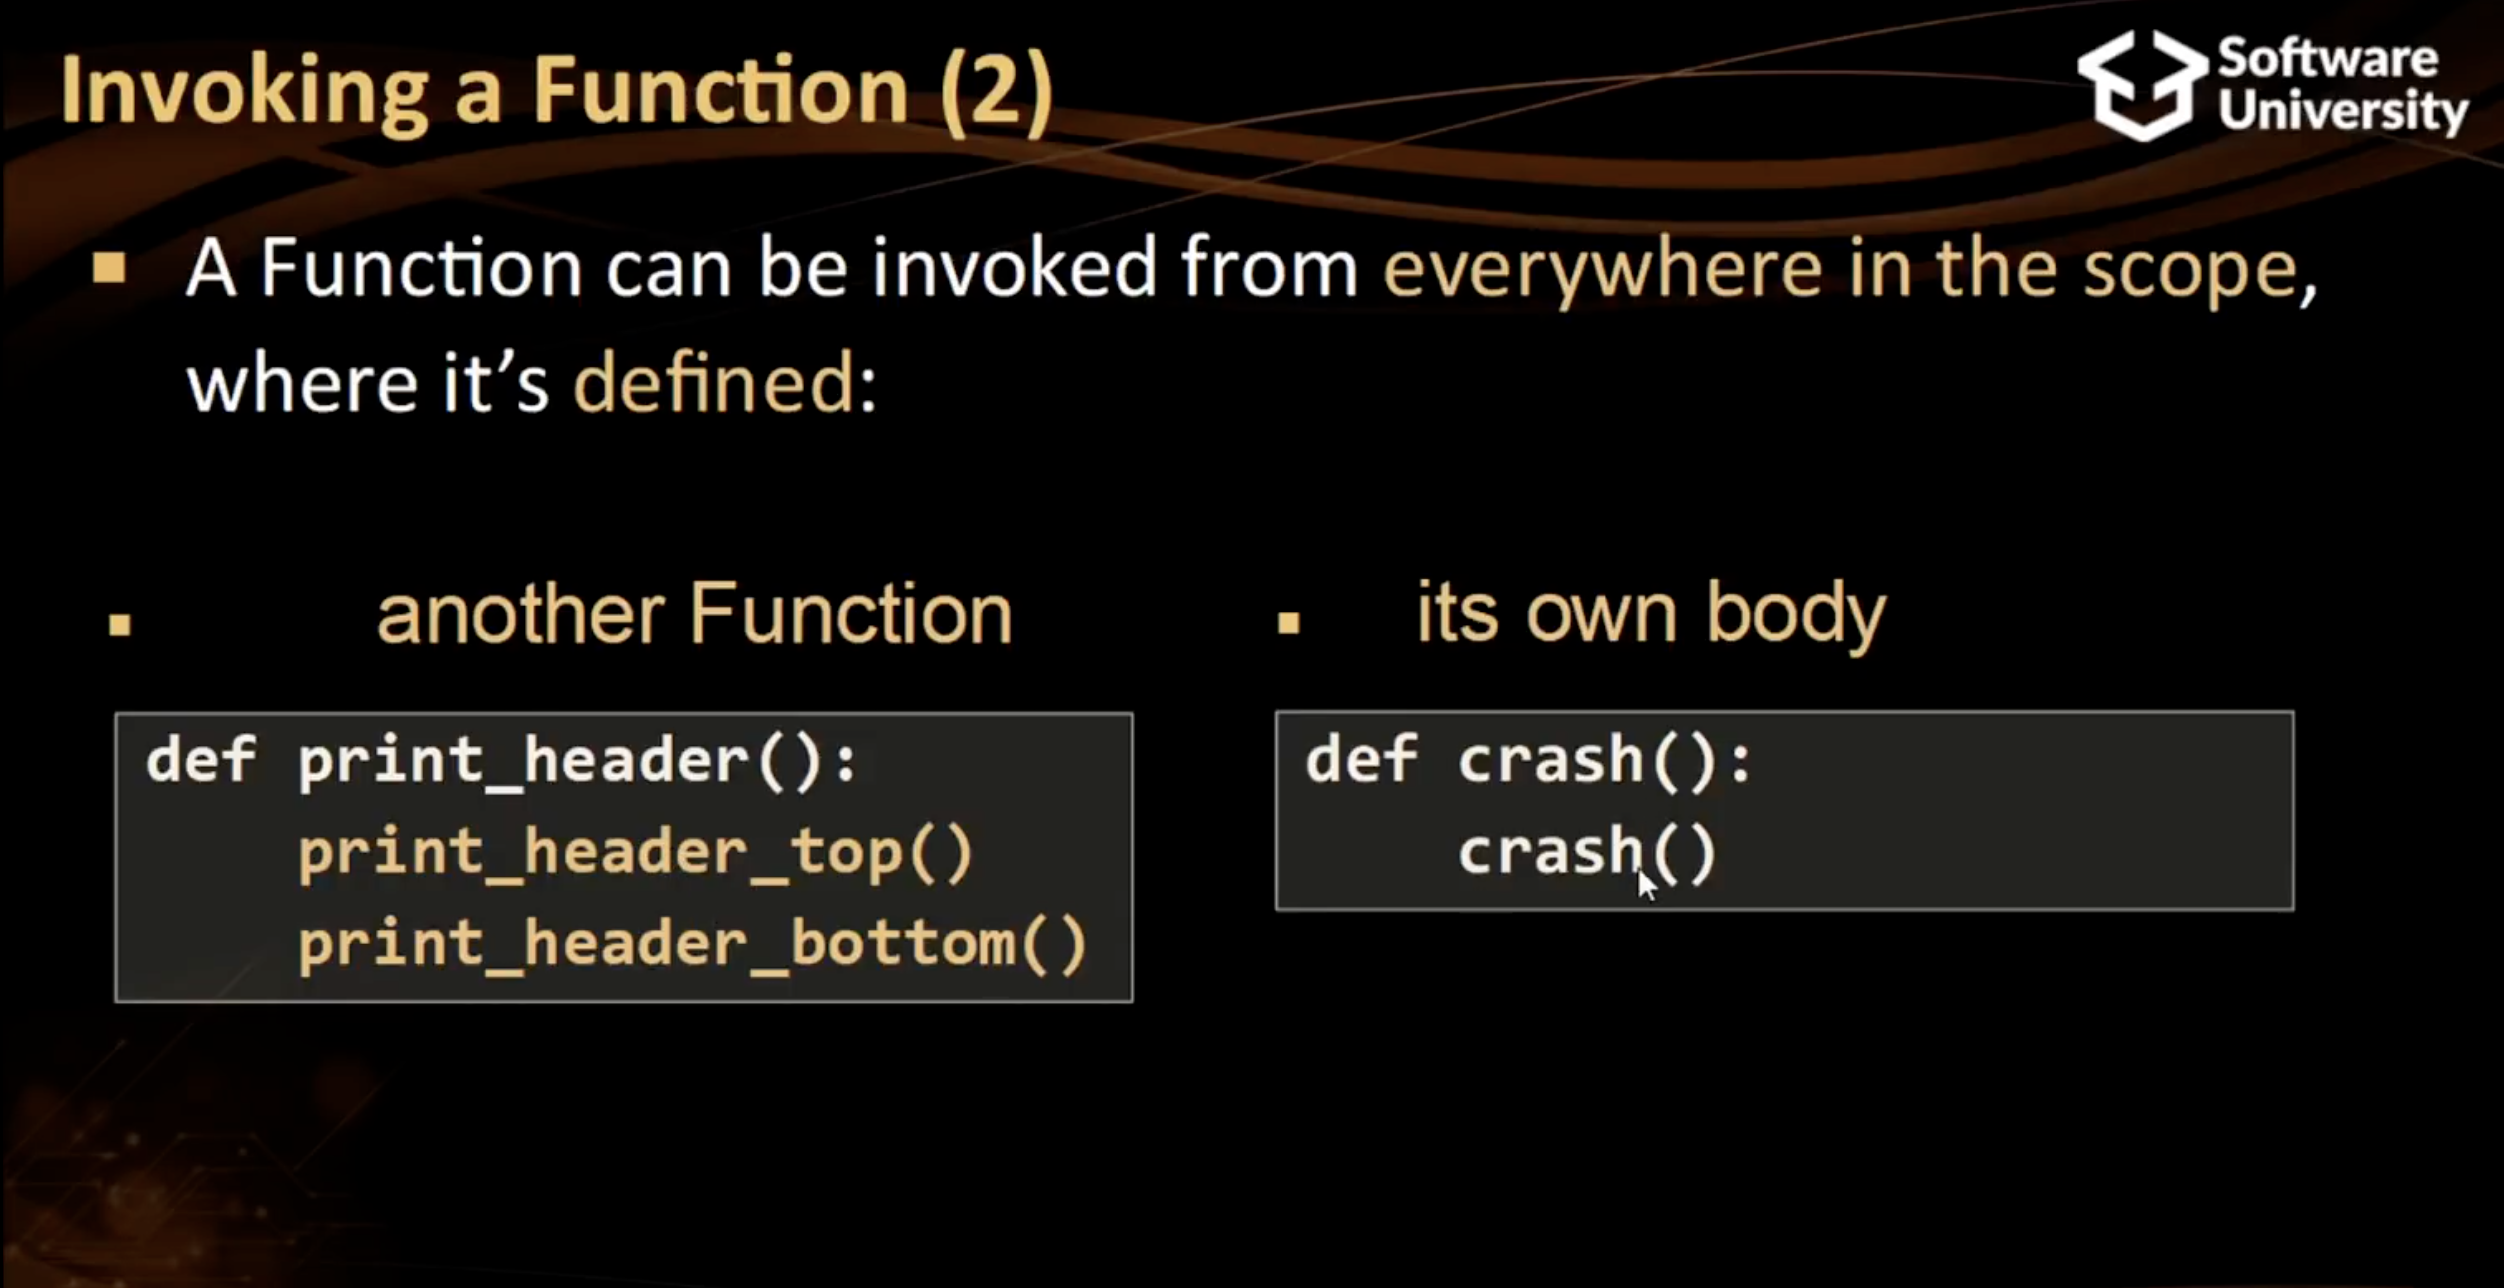 Invoking a Function (2)
Software
University
A Function can be invoked from everywhere in the scope,
where it’s defined:
another Function
def print_header():
    print_header_top()
    print_header_bottom()
its own body
def crash():
    crash()